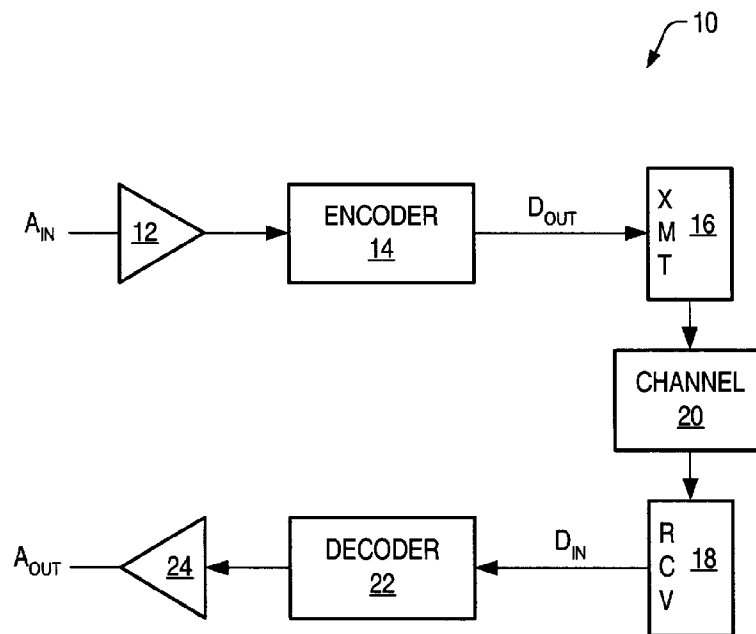 10
A_IN
12
ENCODER
14
D_OUT
X
M
T
16
CHANNEL
20
A_OUT
24
DECODER
22
D_IN
R
C
V
18